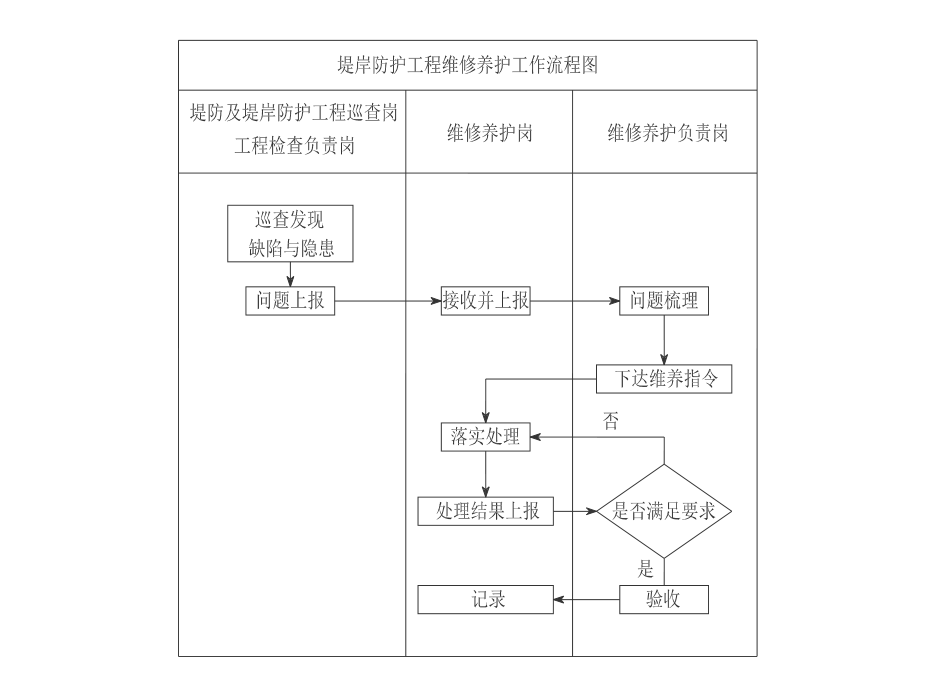 堤岸防护工程维修养护工作流程图
堤防及堤岸防护工程巡查岗
工程检查负责岗
维修养护岗
维修养护负责岗
巡查发现
缺陷与隐患
问题上报
接收并上报
问题梳理
下达维养指令
否
落实处理
处理结果上报
是否满足要求
是
记录
验收